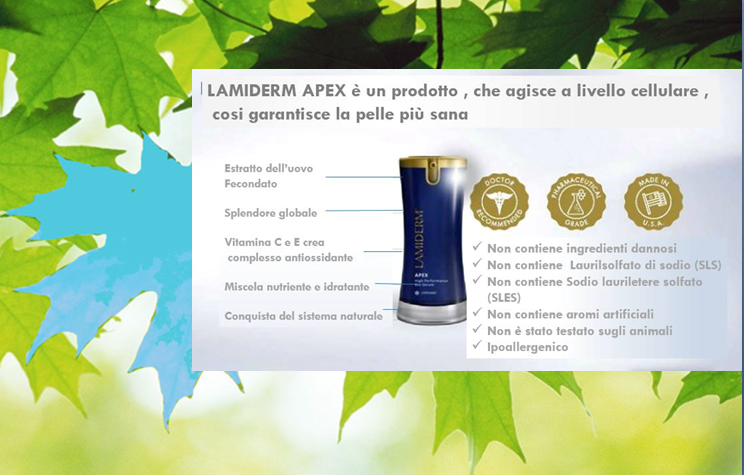 LAMIDERM APEX è un prodotto , che agisce a livello cellulare ,
cosi garantisce la pelle più sana
Estratto dell'uovo
Fecondato
Splendore globale
Vitamina C e E crea
complesso antiossidante
Miscela nutriente e idratante
Conquista del sistema naturale
LAMIDERM
APEX
DOCTOR
RECOMMENDED
PHARMACEUTICAL
GRADE
MADE IN
U.S.A.
Non contiene ingredienti dannosi
Non contiene Laurilsolfato di sodio (SLS)
Non contiene Sodio lauriletere solfato
(SLES)
Non contiene aromi artificiali
Non è stato testato sugli animali
Ipoallergenico